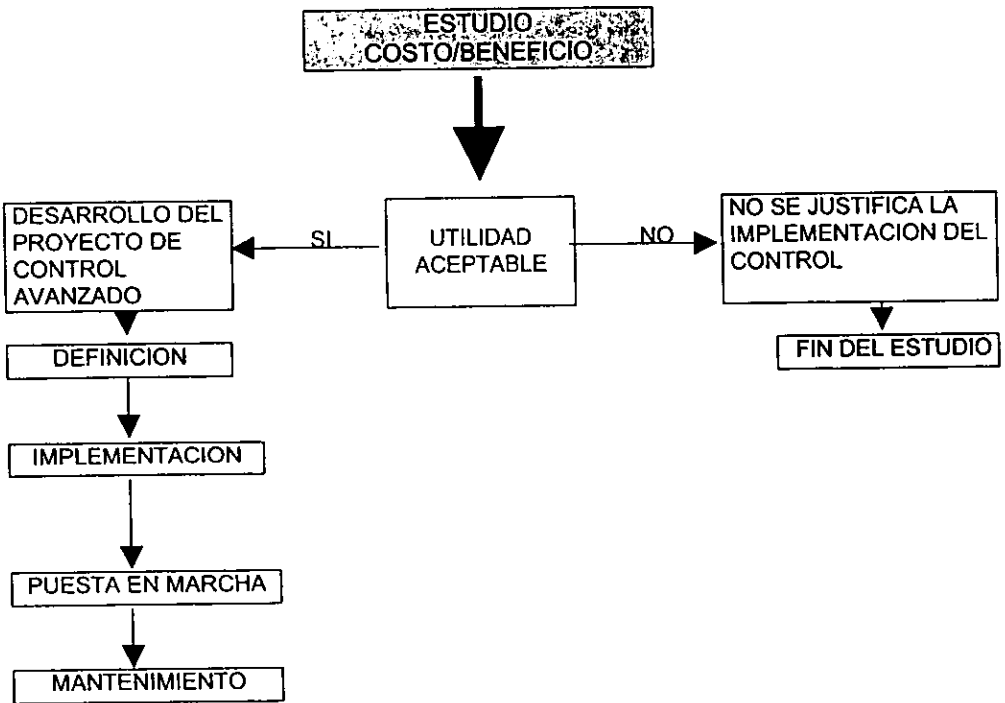 ESTUDIO
COSTO/BENEFICIO
DESARROLLO DEL
PROYECTO DE
CONTROL
AVANZADO
SI
UTILIDAD
ACEPTABLE
NO
NO SE JUSTIFICA LA
IMPLEMENTACION DEL
CONTROL
DEFINICION
FIN DEL ESTUDIO
IMPLEMENTACION
PUESTA EN MARCHA
MANTENIMIENTO